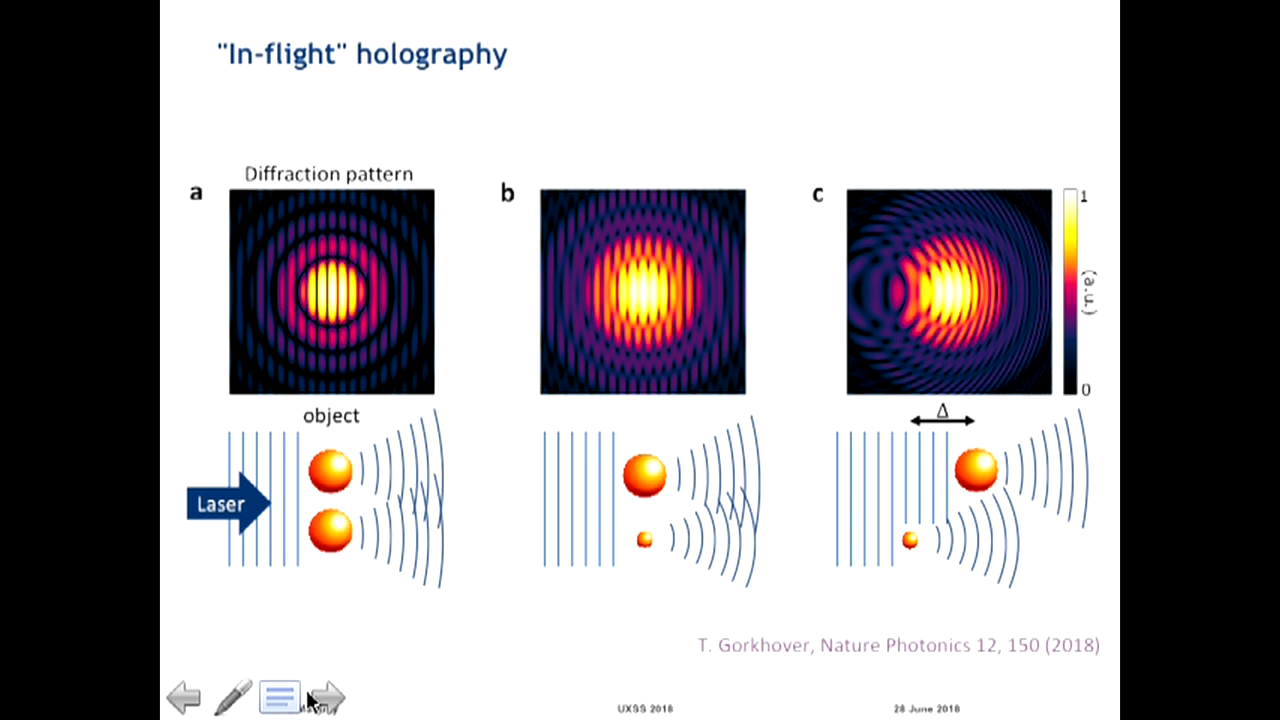 "In-flight" holography
Diffraction pattern
a
b
c
1
(a.u.)
0
object
Δ
Laser
T. Gorkhover, Nature Photonics 12, 150 (2018)
UXSS 2018
28 June 2018